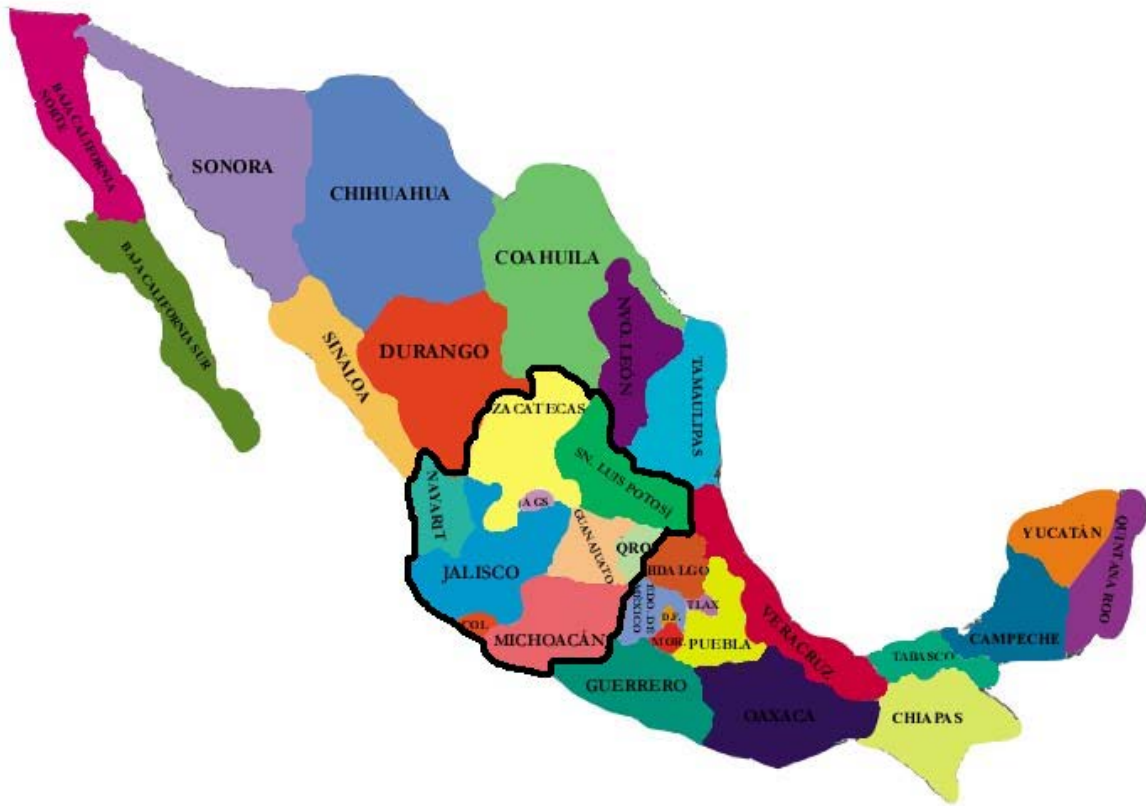 BAJA CALIFORNIA
NORTE
SONORA
CHIHUAHUA
COAHUILA
BAJA CALIFORNIA SUR
SINALOA
DURANGO
NVO. LEÓN
TAMAULIPAS
ZACATECAS
SN. LUIS POTOSÍ
NAYARIT
AGS
GUANAJUATO
QRO
JALISCO
HIDALGO
EDO. DE
MÉXICO
TLAX
D.F.
MOR.
PUEBLA
VERACRUZ
COL
MICHOACÁN
GUERRERO
OAXACA
TABASCO
CHIAPAS
CAMPECHE
YUCATÁN
QUINTANA ROO